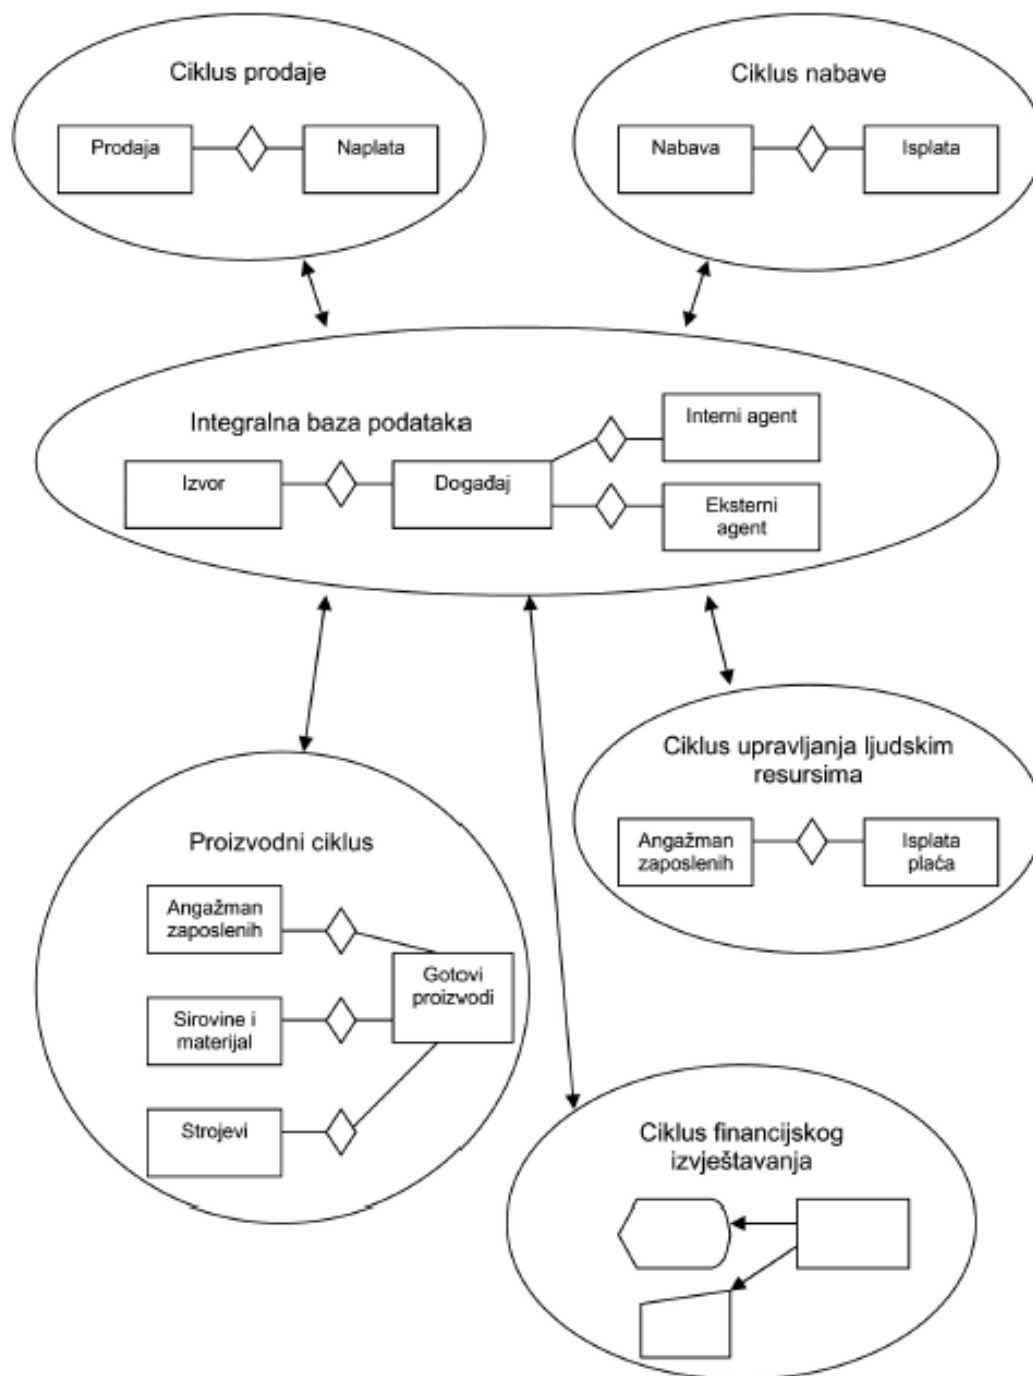 Ciklus prodaje
Prodaja
Naplata
Ciklus nabave
Nabava
Isplata
Integralna baza podataka
Izvor
Događaj
Interni agent
Eksterni
agent
Proizvodni ciklus
Angažman
zaposlenih
Sirovine i
materijal
Strojevi
Gotovi
proizvodi
Ciklus upravljanja ljudskim
resursima
Angažman
zaposlenih
Isplata
plaća
Ciklus financijskog
izvještavanja